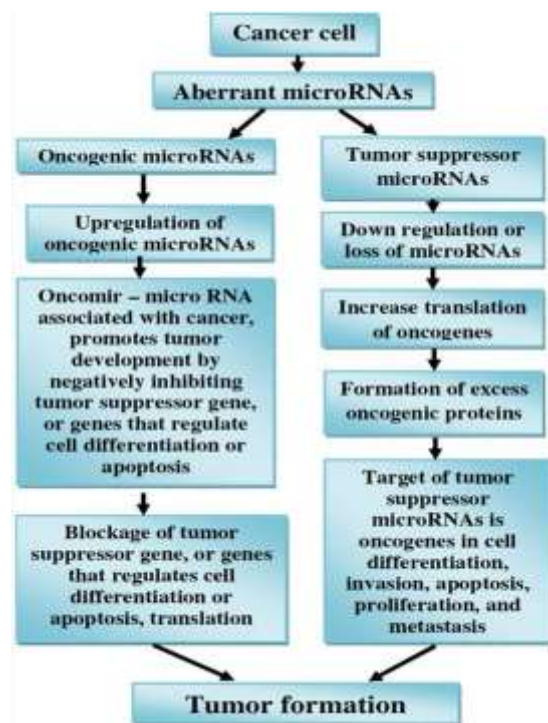 Cancer cell
Aberrant microRNAs
Oncogenic microRNAs
Upregulation of
oncogenic microRNAs
Oncomir – micro RNA
associated with cancer,
promotes tumor
development by
negatively inhibiting
tumor suppressor gene,
or genes that regulate
cell differentiation or
apoptosis
Blockage of tumor
suppressor gene, or genes
that regulates cell
differentiation or
apoptosis, translation
Tumor suppressor
microRNAs
Down regulation or
loss of microRNAs
Increase translation
of oncogenes
Formation of excess
oncogenic proteins
Target of tumor
suppressor
microRNAs is
oncogenes in cell
differentiation,
invasion, apoptosis,
proliferation, and
metastasis
Tumor formation